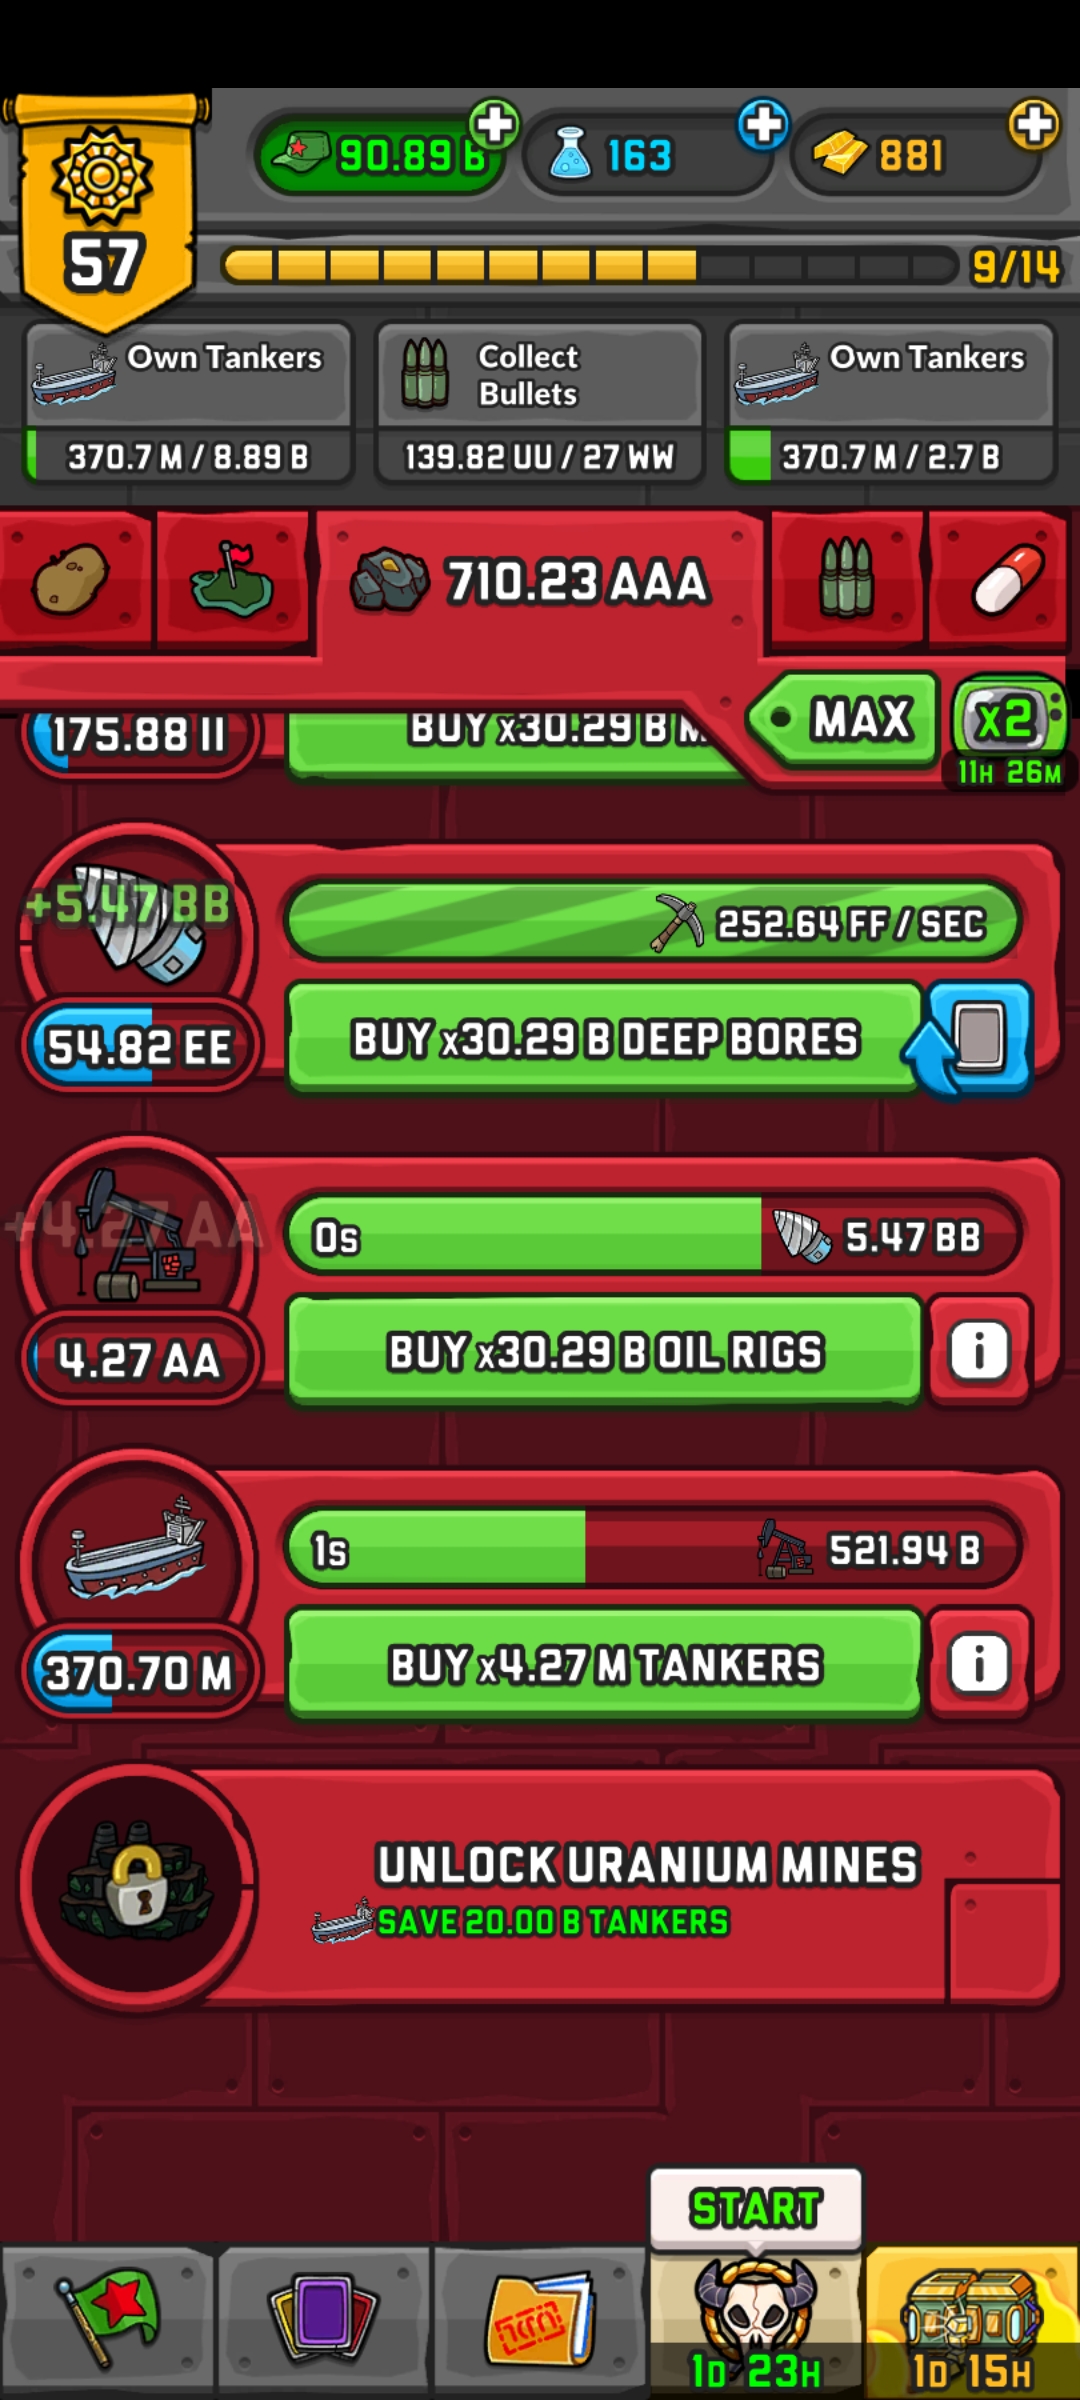 90.89 B
163
881
57
9/14
Own Tankers
370.7 M / 8.89 B
Collect
Bullets
139.82 UU / 27 WW
Own Tankers
370.7 M / 2.7 B
710.23 AAA
MAX
x2
11H 26M
175.88 II
BUY x30.29 B M
+5.47 BB
252.64 FF / SEC
54.82 EE
BUY x30.29 B DEEP BORES
+4.27 AA
0s
5.47 BB
4.27 AA
BUY x30.29 B OIL RIGS
i
1s
521.94 B
370.70 M
BUY x4.27 M TANKERS
i
UNLOCK URANIUM MINES
SAVE 20.00 B TANKERS
START
1D 23H
1D 15H